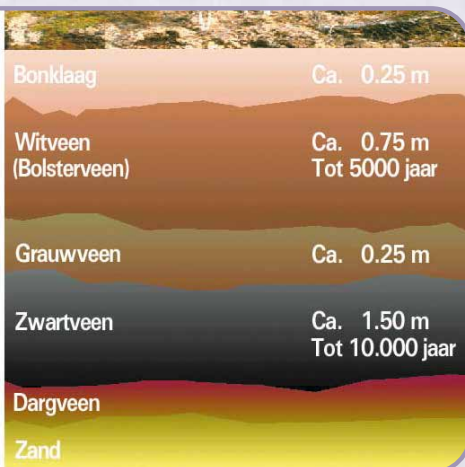 Bonklaag Ca. 0.25 m
Witveen Ca. 0.75 m
(Bolsterveen) Tot 5000 jaar
Grauwveen Ca. 0.25 m
Zwartveen Ca. 1.50 m
Tot 10.000 jaar
Dargveen
Zand